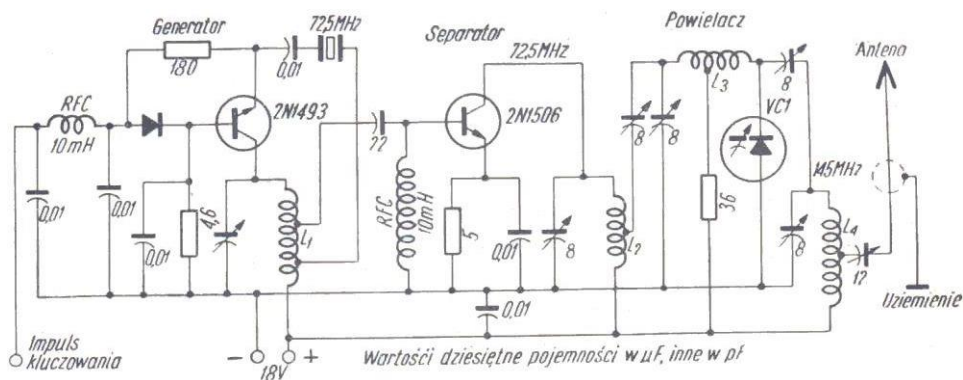 Generator
180
0,01
72,5MHz
RFC
10mH
2N1493
0,01
0,01
0,01
4,6
L1
22
Separator
72,5MHz
2N1506
RFC
10mH
5
0,01
8
L2
0,01
Powielacz
8
8
L3
36
VC1
8
145MHz
8
L4
12
Antena
Uziemienie
Impuls
kluczowania
- +
18V
Wartośći dziesiętne pojemności w µF, inne w pF